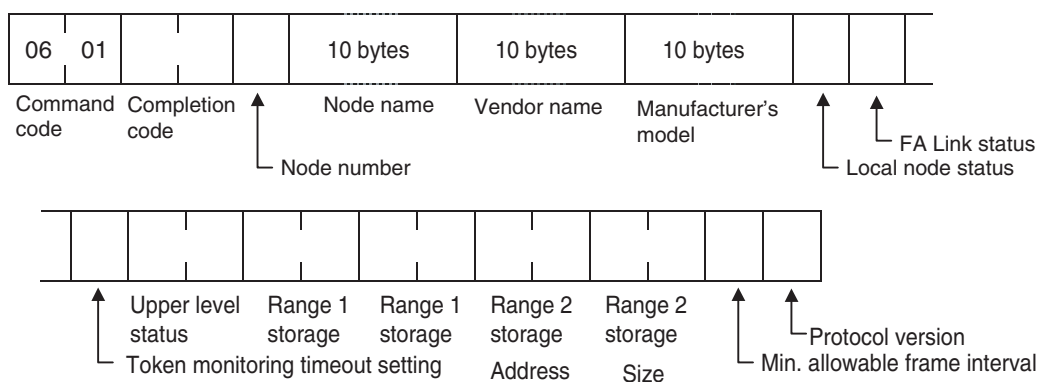 06 01 10 bytes 10 bytes 10 bytes
Command code
Completion code
Node name
Vendor name
Manufacturer's model
Node number
FA Link status
Local node status
Upper level status
Range 1 storage
Range 1 storage
Range 2 storage
Address
Range 2 storage
Size
Token monitoring timeout setting
Protocol version
Min. allowable frame interval